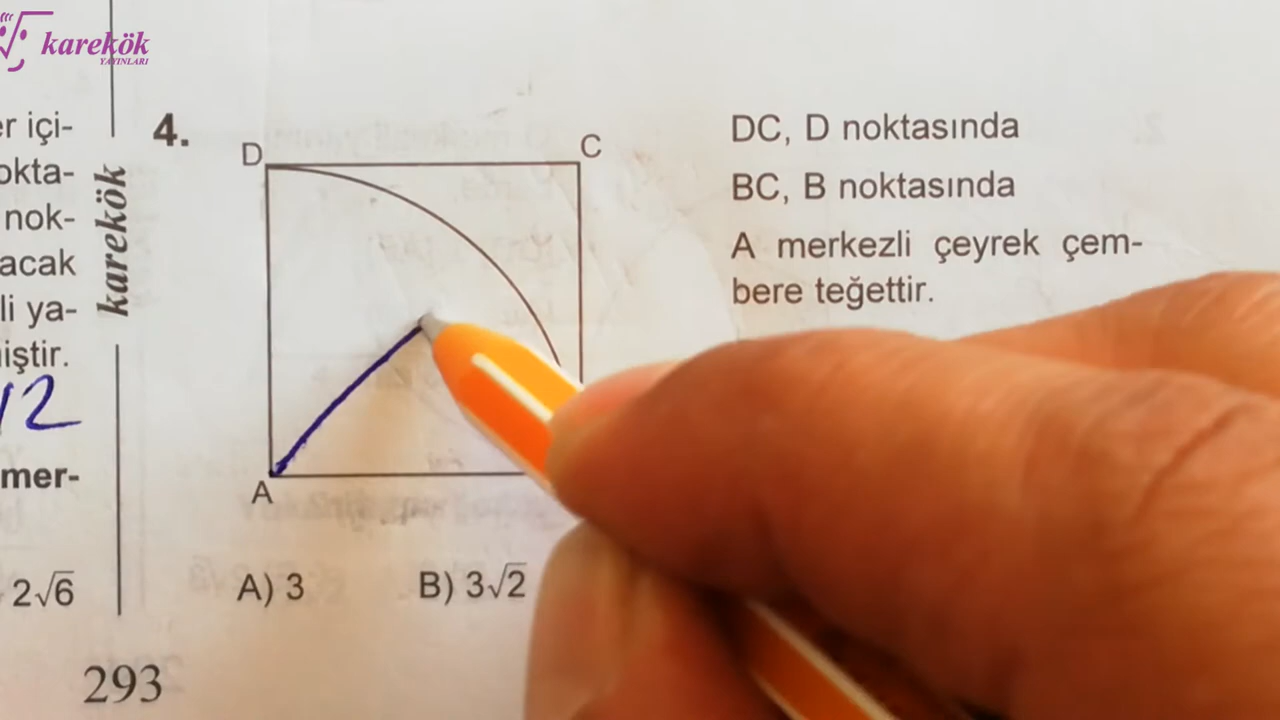 karekök
YAYINLARI
er içi-
okta-
nok-
acak
li ya-
iştir.
12
mer-
2√6
293
karekök
4.
D
C
A
A) 3
B) 3√2
DC, D noktasında
BC, B noktasında
A merkezli çeyrek çem-
bere teğettir.